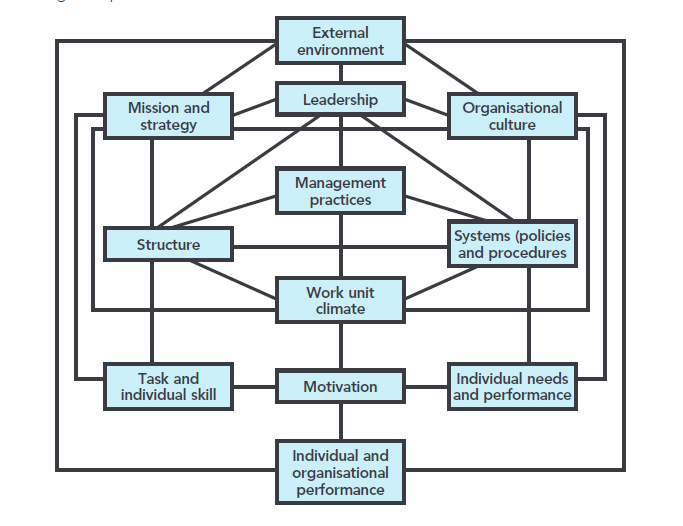 External
environment
Leadership
Mission and
strategy
Organisational
culture
Management
practices
Structure
Systems (policies
and procedures
Work unit
climate
Task and
individual skill
Motivation
Individual needs
and performance
Individual and
organisational
performance